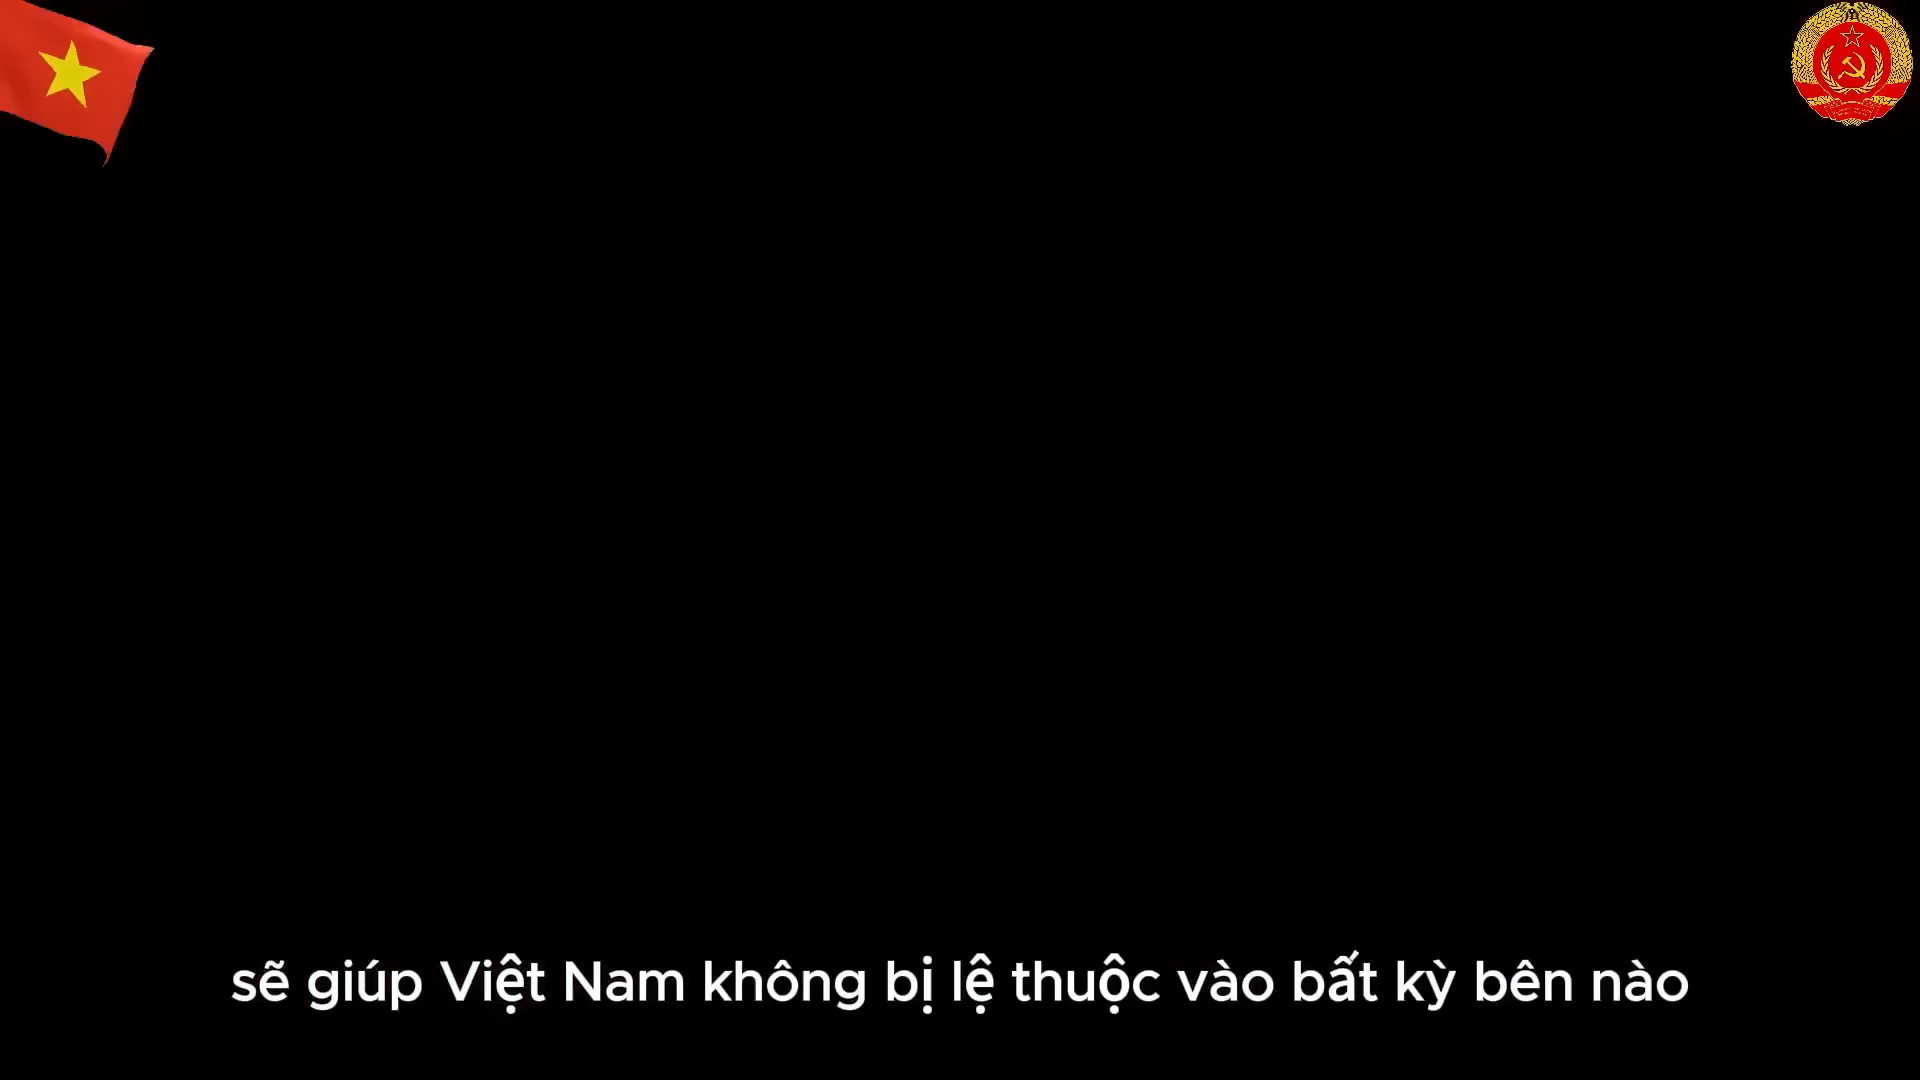 sẽ giúp Việt Nam không bị lệ thuộc vào bất kỳ bên nào